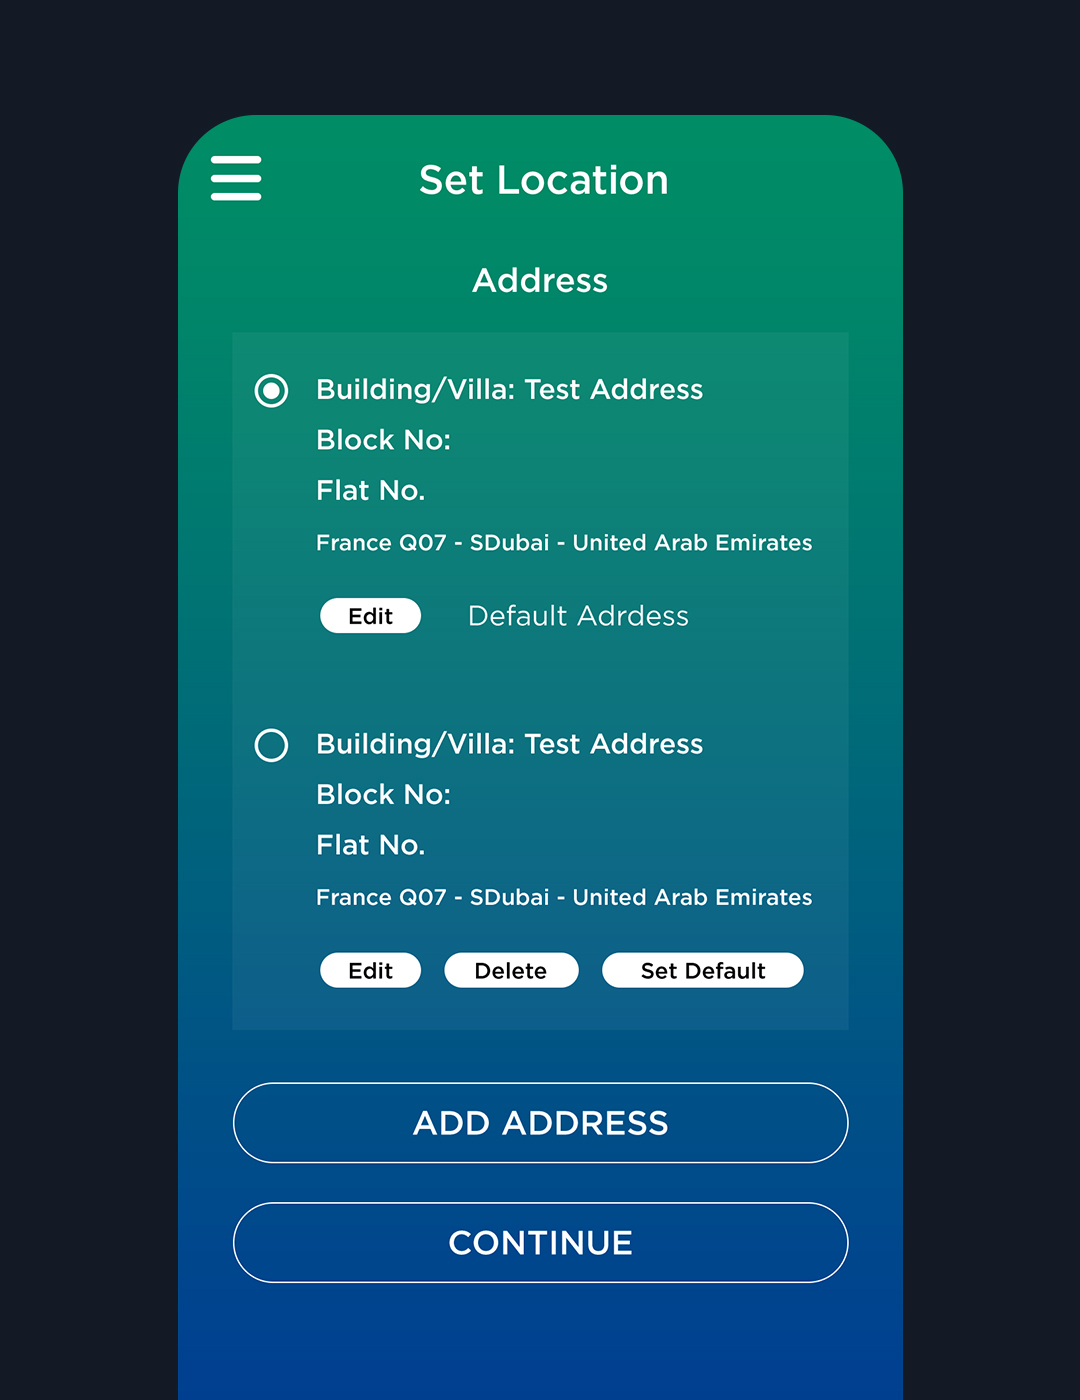 Set Location
Address
Building/Villa: Test Address
Block No:
Flat No.
France Q07 - SDubai - United Arab Emirates
Edit Default Adrdess
Building/Villa: Test Address
Block No:
Flat No.
France Q07 - SDubai - United Arab Emirates
Edit Delete Set Default
ADD ADDRESS
CONTINUE